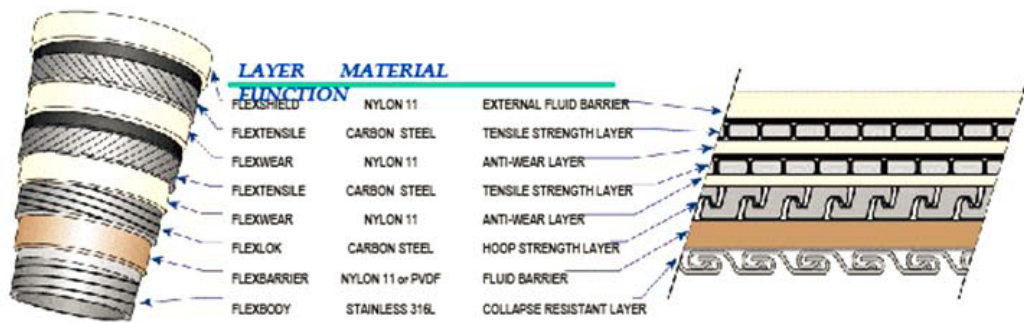 LAYER MATERIAL
FUNCTION
FLEXSHIELD NYLON 11 EXTERNAL FLUID BARRIER
FLEXTENSILE CARBON STEEL TENSILE STRENGTH LAYER
FLEXWEAR NYLON 11 ANTI-WEAR LAYER
FLEXTENSILE CARBON STEEL TENSILE STRENGTH LAYER
FLEXWEAR NYLON 11 ANTI-WEAR LAYER
FLEXLOK CARBON STEEL HOOP STRENGTH LAYER
FLEXBARRIER NYLON 11 or PVDF FLUID BARRIER
FLEXBODY STAINLESS 316L COLLAPSE RESISTANT LAYER